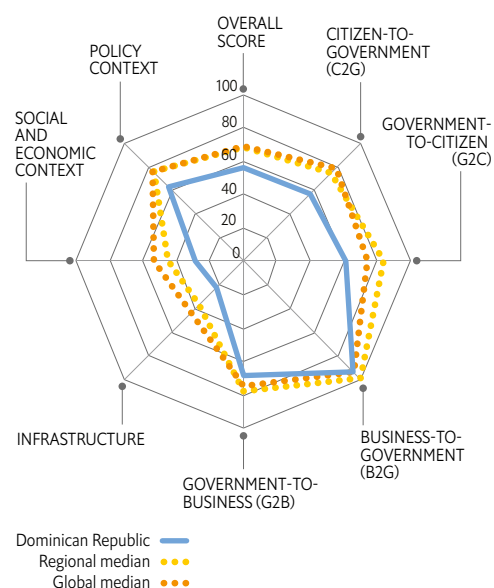 OVERALL
SCORE
CITIZEN-TO-
GOVERNMENT
(C2G)
POLICY
CONTEXT
GOVERNMENT-
TO-CITIZEN
(G2C)
SOCIAL
AND
ECONOMIC
CONTEXT
100
80
60
40
20
0
INFRASTRUCTURE
BUSINESS-TO-
GOVERNMENT
(B2G)
GOVERNMENT-TO-
BUSINESS (G2B)
Dominican Republic
Regional median
Global median